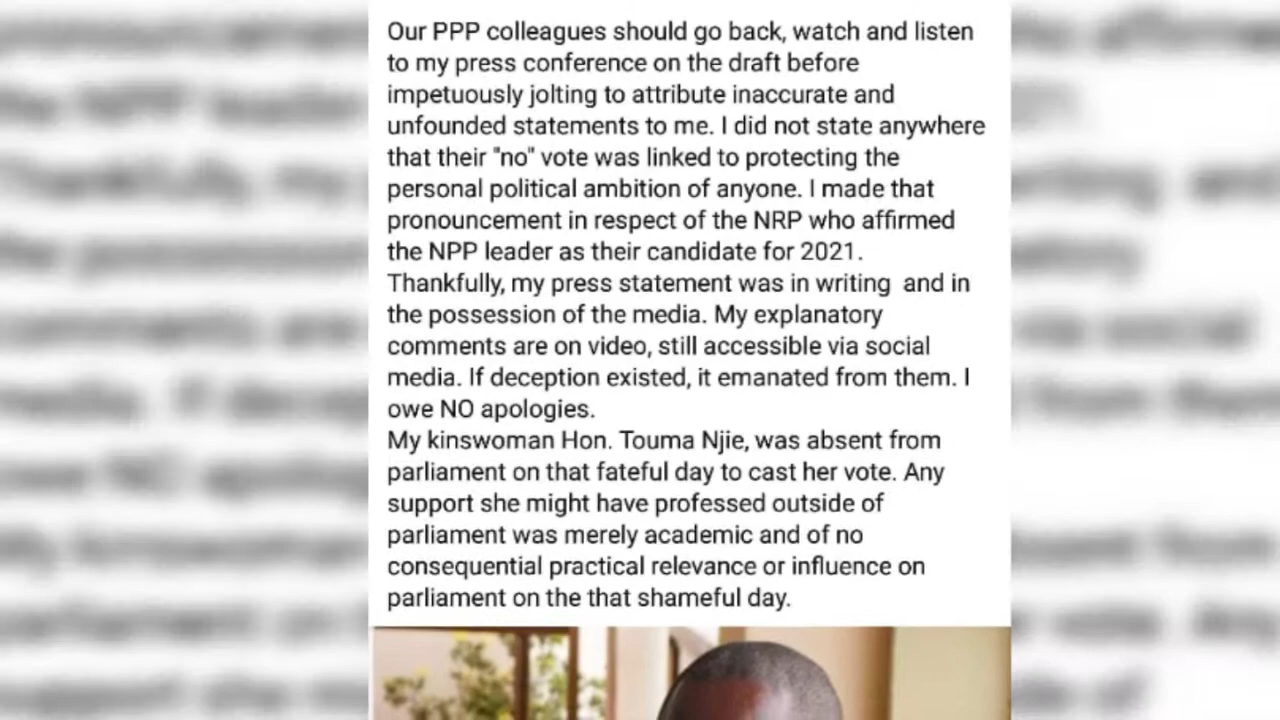 Our PPP colleagues should go back, watch and listen
to my press conference on the draft before
impetuously jolting to attribute inaccurate and
unfounded statements to me. I did not state anywhere
that their "no" vote was linked to protecting the
personal political ambition of anyone. I made that
pronouncement in respect of the NRP who affirmed
the NPP leader as their candidate for 2021.
Thankfully, my press statement was in writing  and in
the possession of the media. My explanatory
comments are on video, still accessible via social
media. If deception existed, it emanated from them. I
owe NO apologies.
My kinswoman Hon. Touma Njie, was absent from
parliament on that fateful day to cast her vote. Any
support she might have professed outside of
parliament was merely academic and of no
consequential practical relevance or influence on
parliament on the that shameful day.